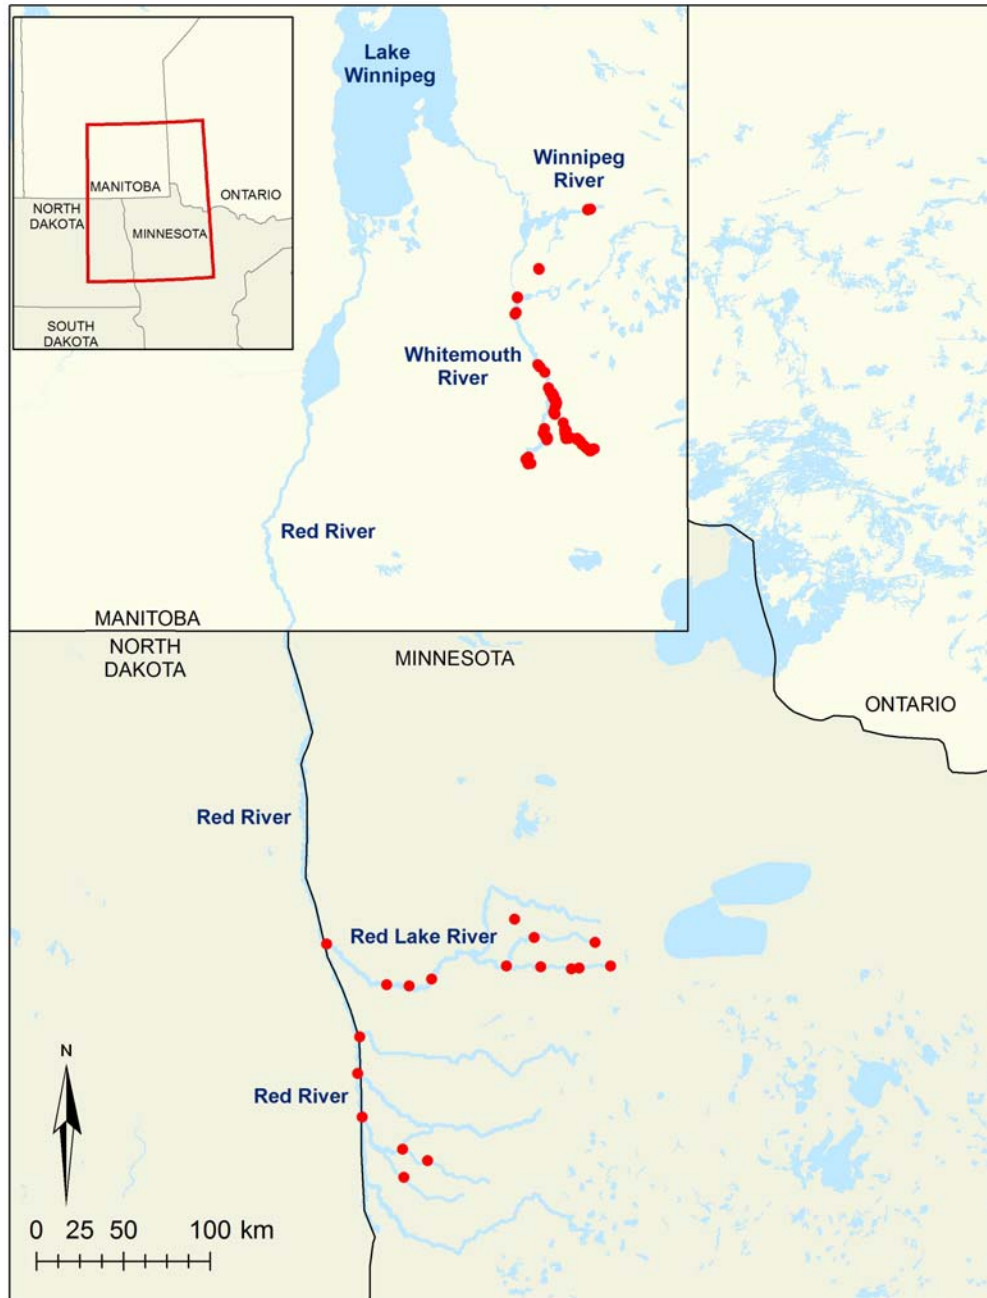 Lake
Winnipeg
Winnipeg
River
MANITOBA
ONTARIO
NORTH
DAKOTA
MINNESOTA
SOUTH
DAKOTA
Whitemouth
River
Red River
MANITOBA
NORTH
DAKOTA
MINNESOTA
ONTARIO
Red River
Red Lake River
N
Red River
0 25 50 100 km